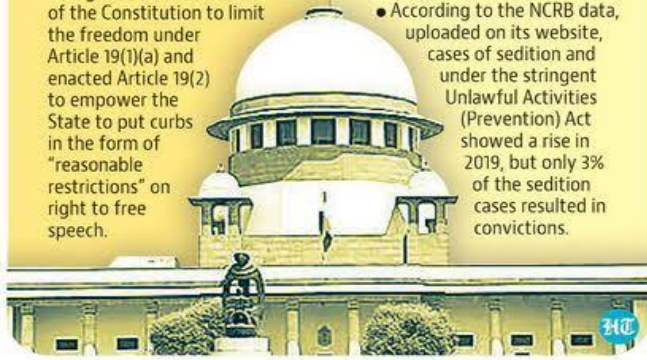 of the Constitution to limit
the freedom under
Article 19(1)(a) and
enacted Article 19(2)
to empower the
State to put curbs
in the form of
"reasonable
restrictions" on
right to free
speech.
● According to the NCRB data,
uploaded on its website,
cases of sedition and
under the stringent
Unlawful Activities
(Prevention) Act
showed a rise in
2019, but only 3%
of the sedition
cases resulted in
convictions.
HT